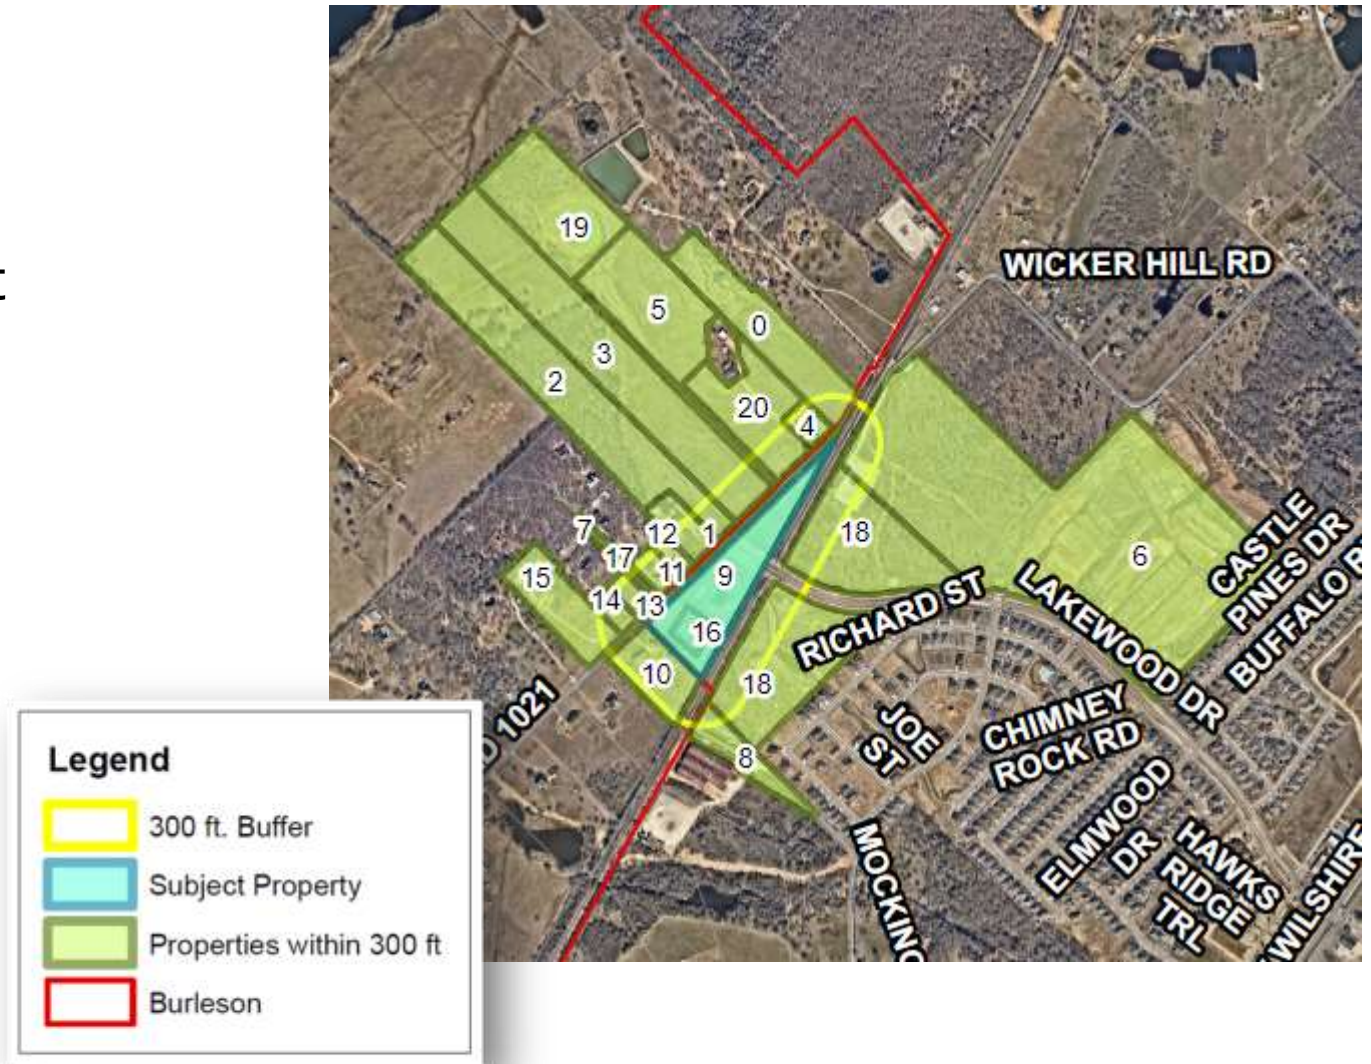 t
WICKER HILL RD
19
5
0
3
2
20
4
18
6
CASTLE
PINES DR
12
1
7
17
11
9
15
14
13
16
RICHARD ST
LAKEWOOD DR
10
18
JOE
ST
CHIMNEY
ROCK RD
8
1021
ELMWOOD
DR
HAWKS
RIDGE
TRL
Legend
300 ft. Buffer
Subject Property
Properties within 300 ft
Burleson
BUFFALO
WILSHIRE
MOCKING